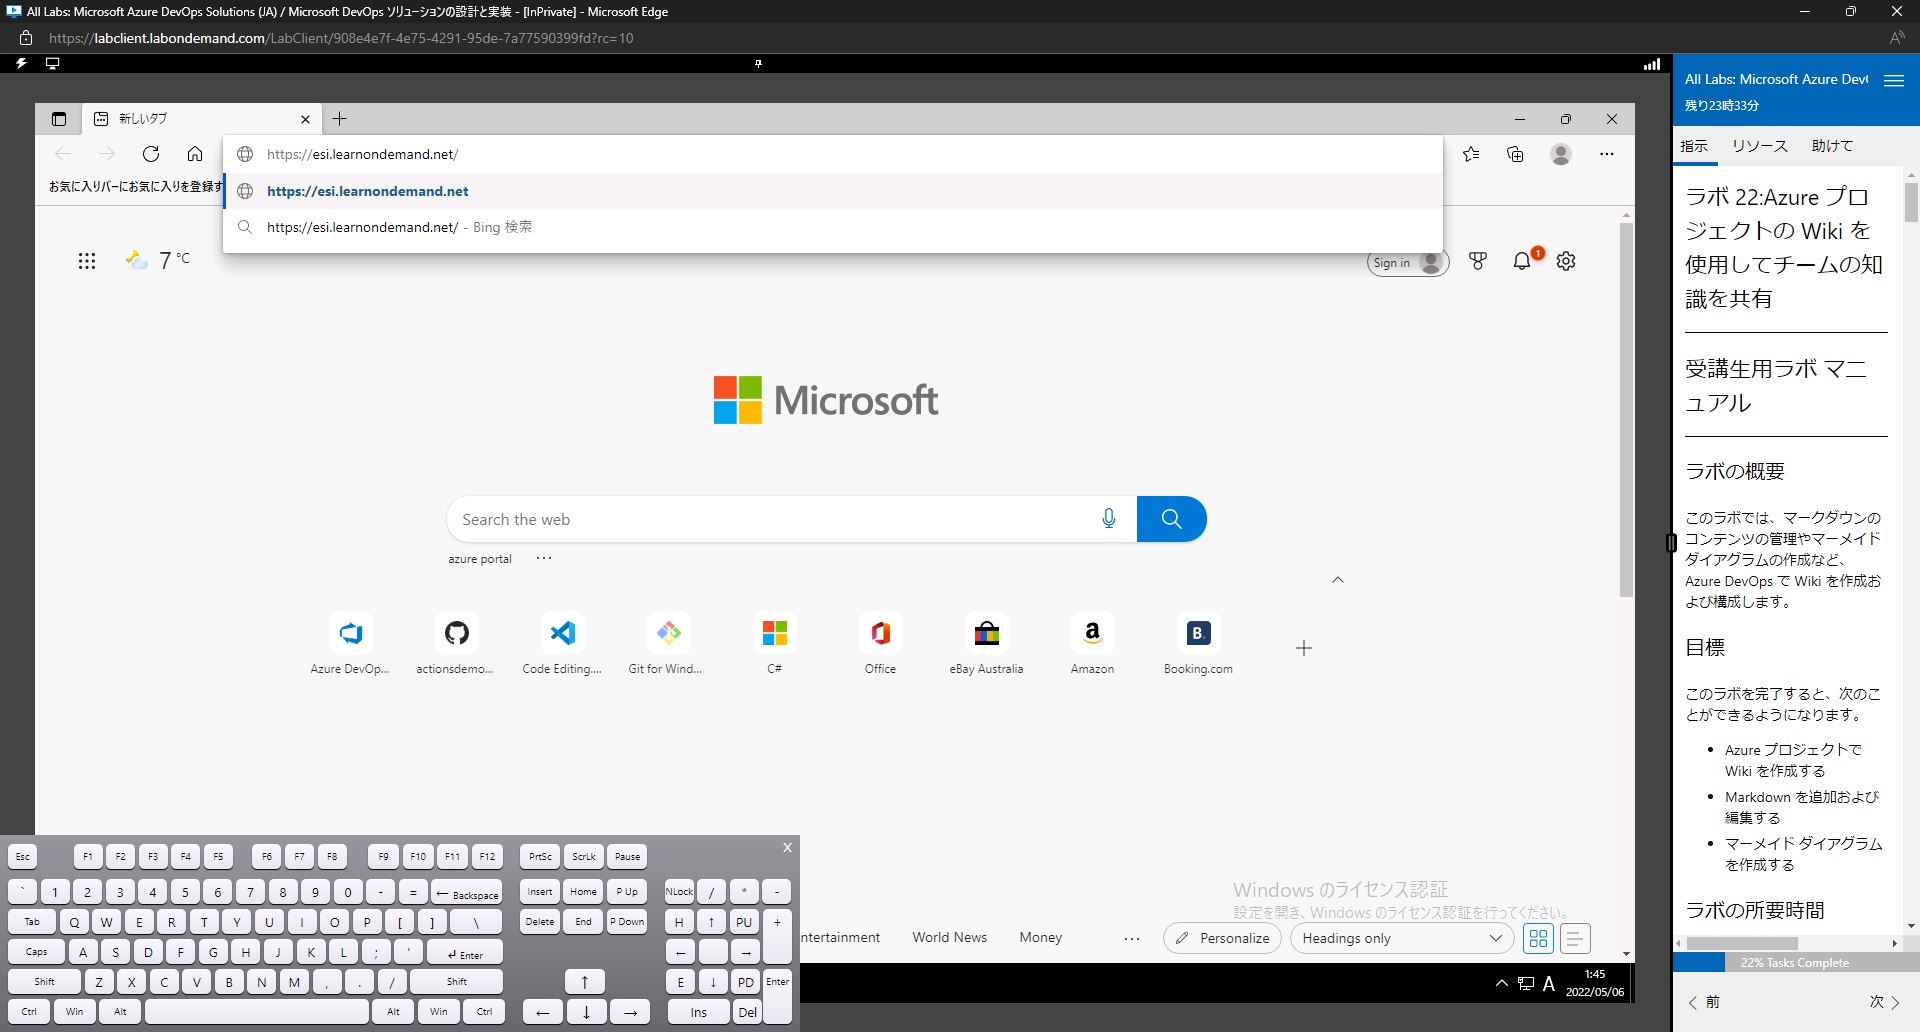 All Labs: Microsoft Azure DevOps Solutions (JA) / Microsoft DevOps ソリューションの設計と実装 - [InPrivate] - Microsoft Edge
https://labclient.labondemand.com/LabClient/908e4e7f-4e75-4291-95de-7a77590399fd?rc=10
新しいタブ
https://esi.learnondemand.net/
お気に入りバーにお気に入りを登録す
https://esi.learnondemand.net
https://esi.learnondemand.net/ - Bing 検索
7 °C
Sign in
1
Microsoft
Search the web
azure portal
Azure DevOp...
actionsdemo...
Code Editing....
Git for Wind...
C#
Office
eBay Australia
Amazon
Booking.com
Windows のライセンス認証
設定を開き、Windows のライセンス認証を行ってください。
ntertainment
World News
Money
Personalize
Headings only
A
1:45
2022/05/06
X
Esc F1 F2 F3 F4 F5 F6 F7 F8 F9 F10 F11 F12 PrtSc ScrLk Pause
` 1 2 3 4 5 6 7 8 9 0 - = ← Backspace Insert Home P Up NLock / * -
Tab Q W E R T Y U I O P [ ] \ Delete End P Down H ↑ PU +
Caps A S D F G H J K L ; ' ↵ Enter ← →
Shift Z X C V B N M , . / Shift ↑ E ↓ PD Enter
Ctrl Win Alt Alt Win Ctrl ← ↓ → Ins Del
All Labs: Microsoft Azure Dev
残り23時33分
指示
リソース
助けて
ラボ 22:Azure プロ
ジェクトの Wiki を
使用してチームの知
識を共有
受講生用ラボ マニ
ュアル
ラボの概要
このラボでは、マークダウンの
コンテンツの管理やマーメイド
ダイアグラムの作成など、
Azure DevOps で Wiki を作成お
よび構成します。
目標
このラボを完了すると、次のこ
とができるようになります。
• Azure プロジェクトで
Wiki を作成する
• Markdown を追加および
編集する
• マーメイド ダイアグラム
を作成する
ラボの所要時間
22% Tasks Complete
前
次